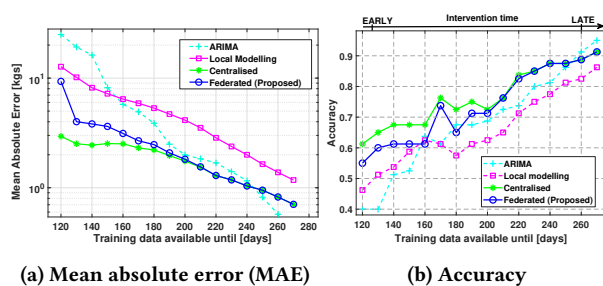 Mean Absolute Error [kgs]
10¹
10⁰
ARIMA
Local Modelling
Centralised
Federated (Proposed)
120 140 160 180 200 220 240 260 280
Training data available until [days]
(a) Mean absolute error (MAE)
EARLY Intervention time LATE
Accuracy
0.9
0.8
0.7
0.6
0.5
0.4
ARIMA
Local modelling
Centralised
Federated (Proposed)
120 140 160 180 200 220 240 260
Training data available until [days]
(b) Accuracy